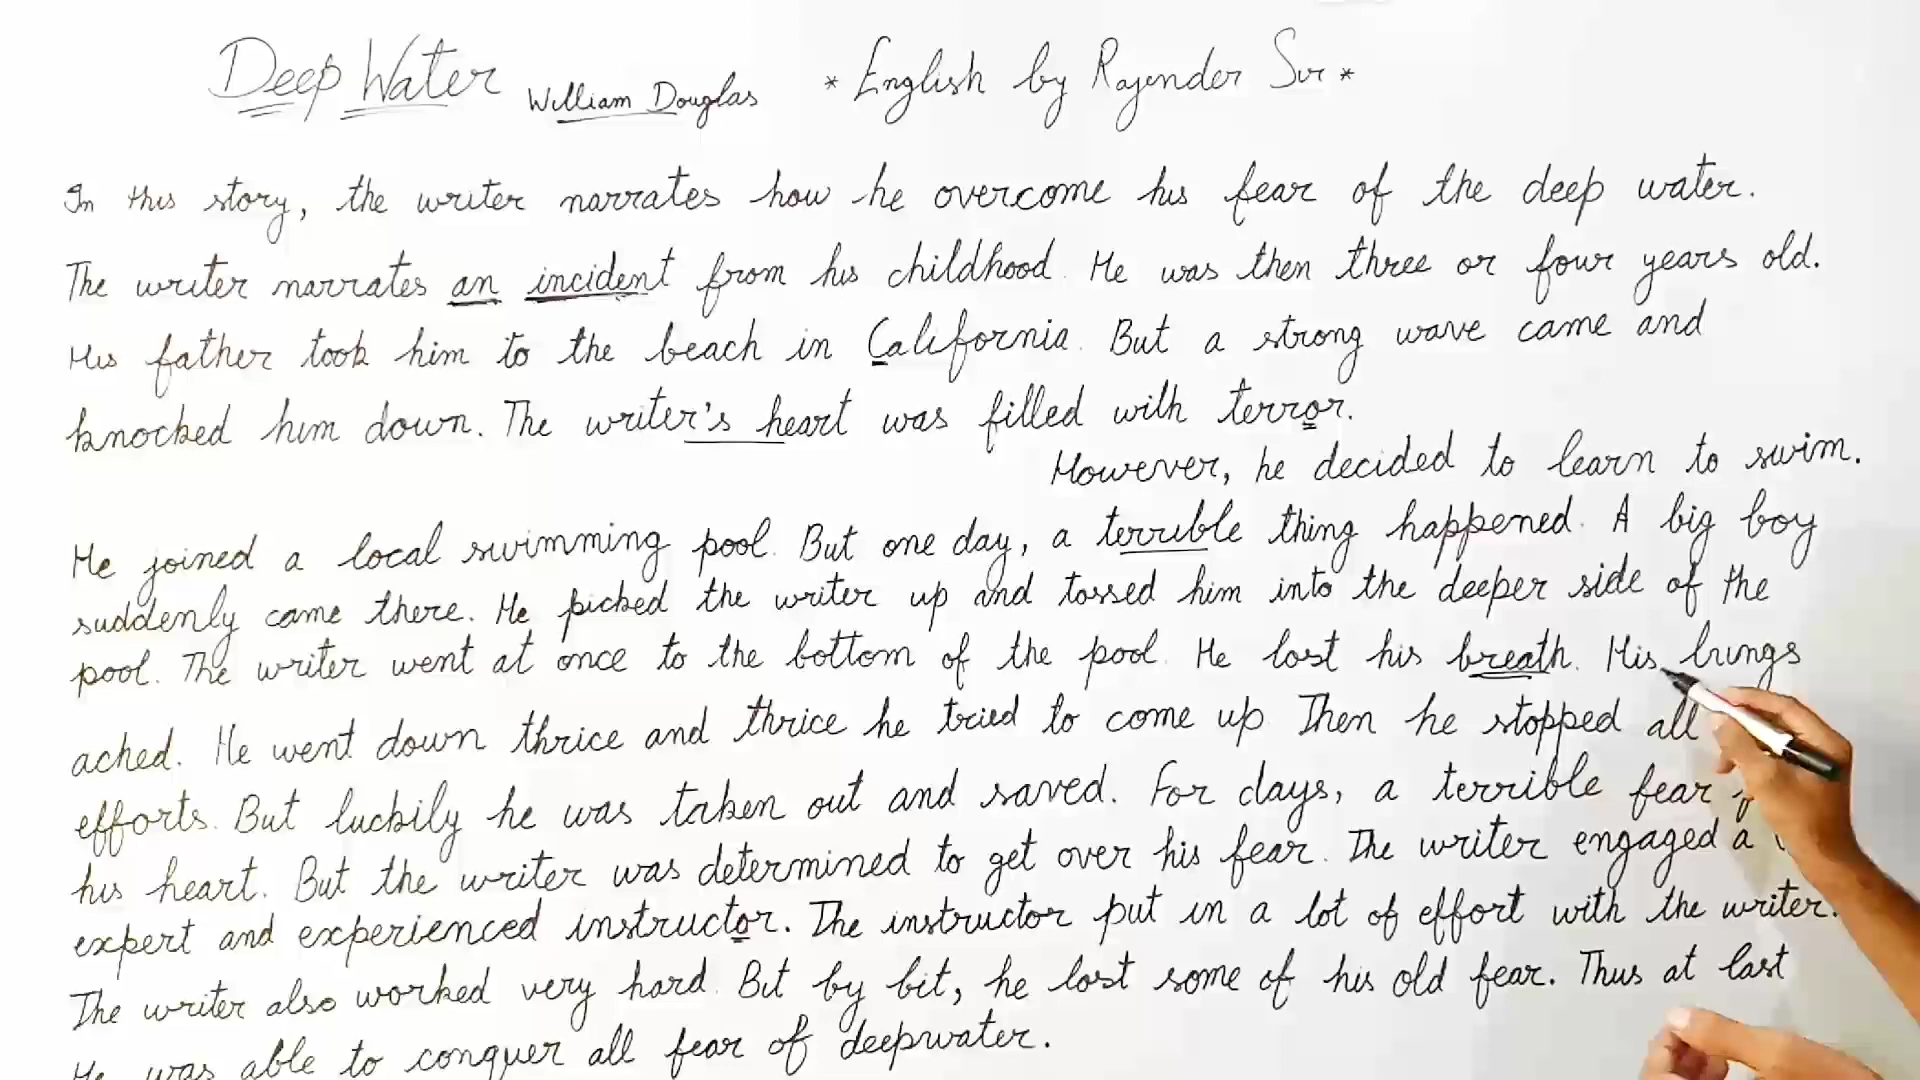 Deep Water William Douglas * English by Rajender Sir *
In this story, the writer narrates how he overcome his fear of the deep water.
The writer narrates an incident from his childhood. He was then three or four years old.
His father took him to the beach in California. But a strong wave came and
knocked him down. The writer's heart was filled with terror.
However, he decided to learn to swim.
He joined a local swimming pool. But one day, a terrible thing happened. A big boy
suddenly came there. He picked the writer up and tossed him into the deeper side of the
pool. The writer went at once to the bottom of the pool. He lost his breath. His lungs
ached. He went down thrice and thrice he tried to come up Then he stopped all
efforts. But luckily he was taken out and saved. For days, a terrible fear
his heart. But the writer was determined to get over his fear. The writer engaged a
expert and experienced instructor. The instructor put in a lot of effort with the writer.
The writer also worked very hard. Bit by bit, he lost some of his old fear. Thus at last
He was able to conquer all fear of deepwater.